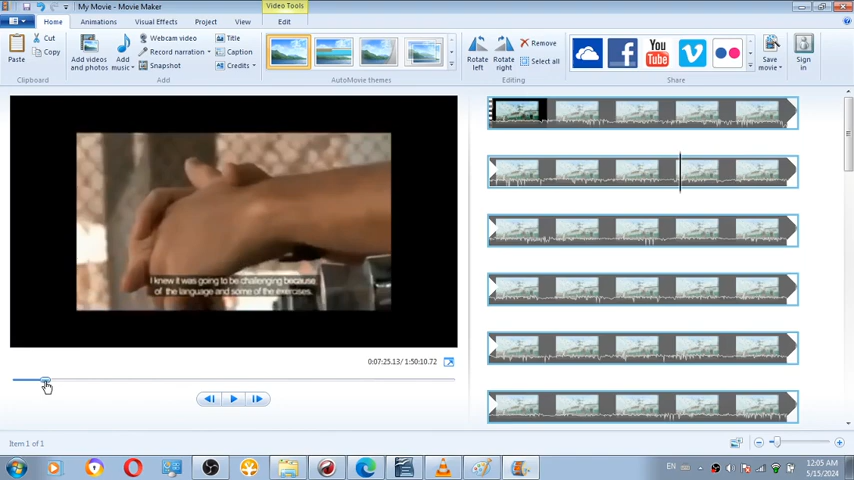 My Movie - Movie Maker
Video Tools
Home
Animations
Visual Effects
Project
View
Edit
Paste
Cut
Copy
Clipboard
Add videos
and photos
Add
music
Webcam video
Record narration
Snapshot
Title
Caption
Credits
Add
AutoMovie themes
Rotate
left
Rotate
right
Remove
Select all
Editing
You
Tube
Share
Save
movie
Sign
in
I knew it was going to be challenging because
of the language and some of the exercises.
0:07:25.13/ 1:50:10.72
Item 1 of 1
EN
12:05 AM
5/15/2024